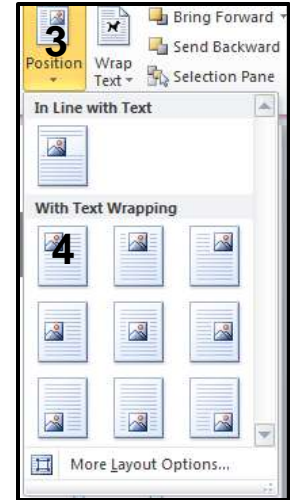 3
Position
Wrap
Text
Bring Forward
Send Backward
Selection Pane
In Line with Text
With Text Wrapping
4
More Layout Options...